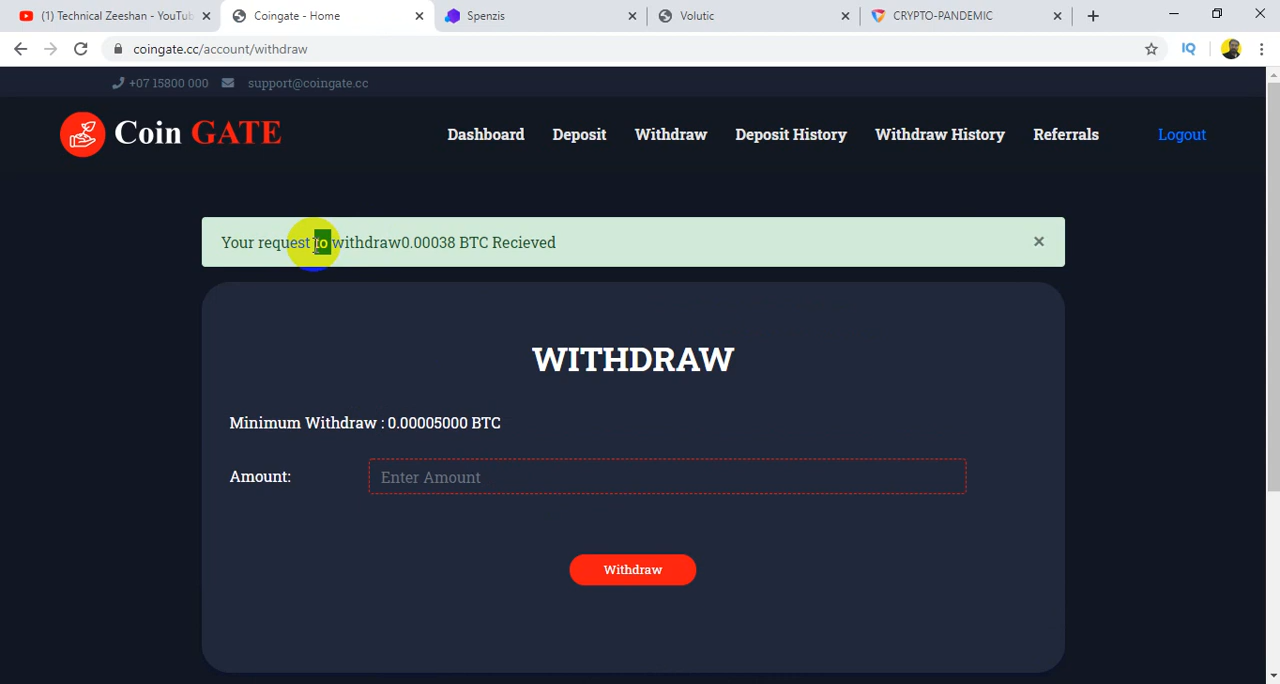 (1) Technical Zeeshan - YouTub
Coingate - Home
Spenzis
Volutic
CRYPTO-PANDEMIC
coingate.cc/account/withdraw
IQ
+07 15800 000 support@coingate.cc
Coin GATE
Dashboard Deposit Withdraw Deposit History Withdraw History Referrals Logout
Your request to withdraw0.00038 BTC Recieved ×
WITHDRAW
Minimum Withdraw : 0.00005000 BTC
Amount: Enter Amount
Withdraw